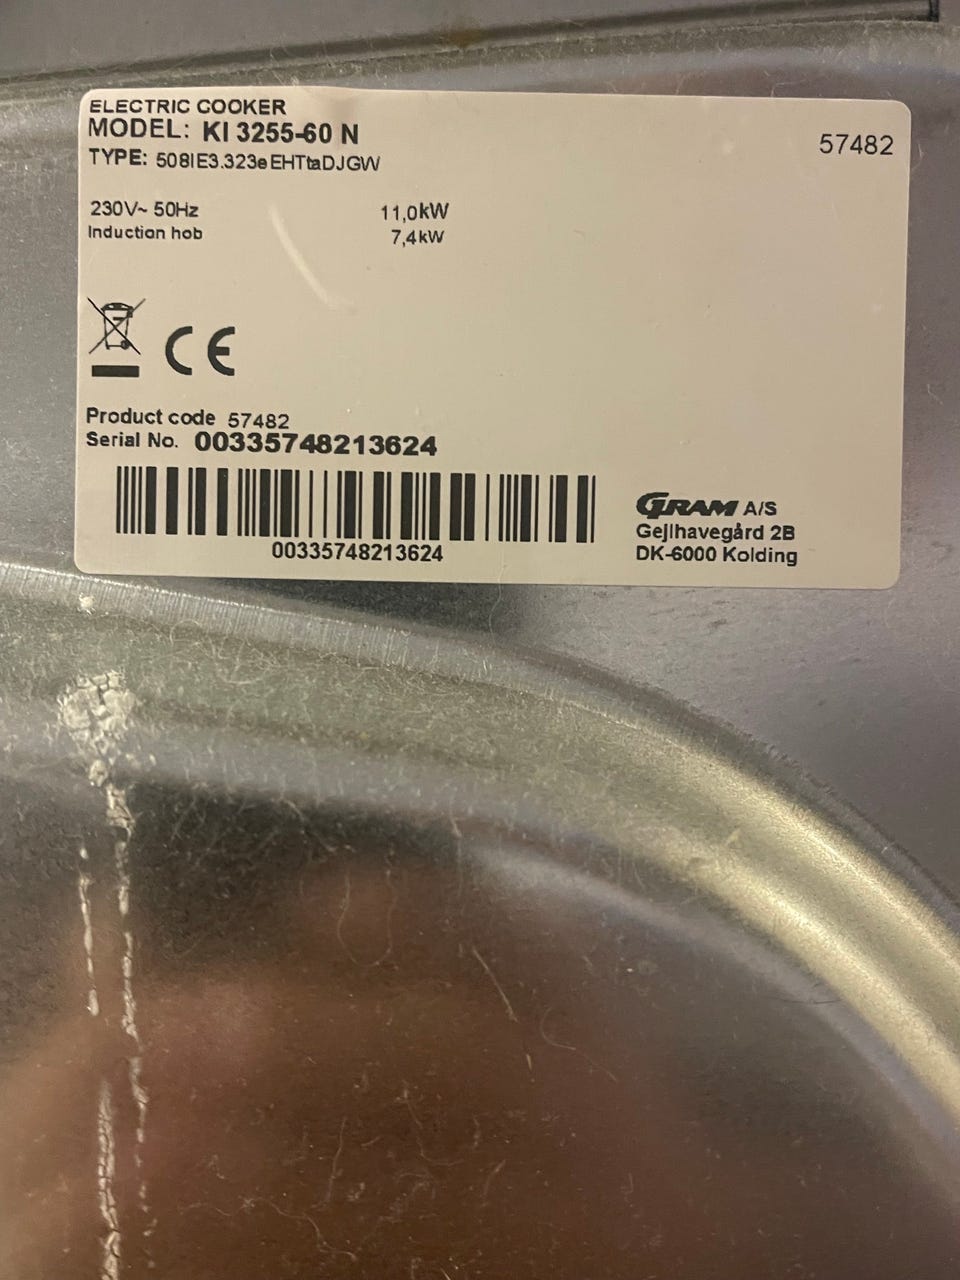 ELECTRIC COOKER
MODEL: KI 3255-60 N
57482
TYPE: 508IE3.323eEHTtaDJGW
230V~ 50Hz 11,0kW
Induction hob 7,4kW
CE
Product code 57482
Serial No. 00335748213624
00335748213624
GRAM A/S
Gejlhavegård 2B
DK-6000 Kolding